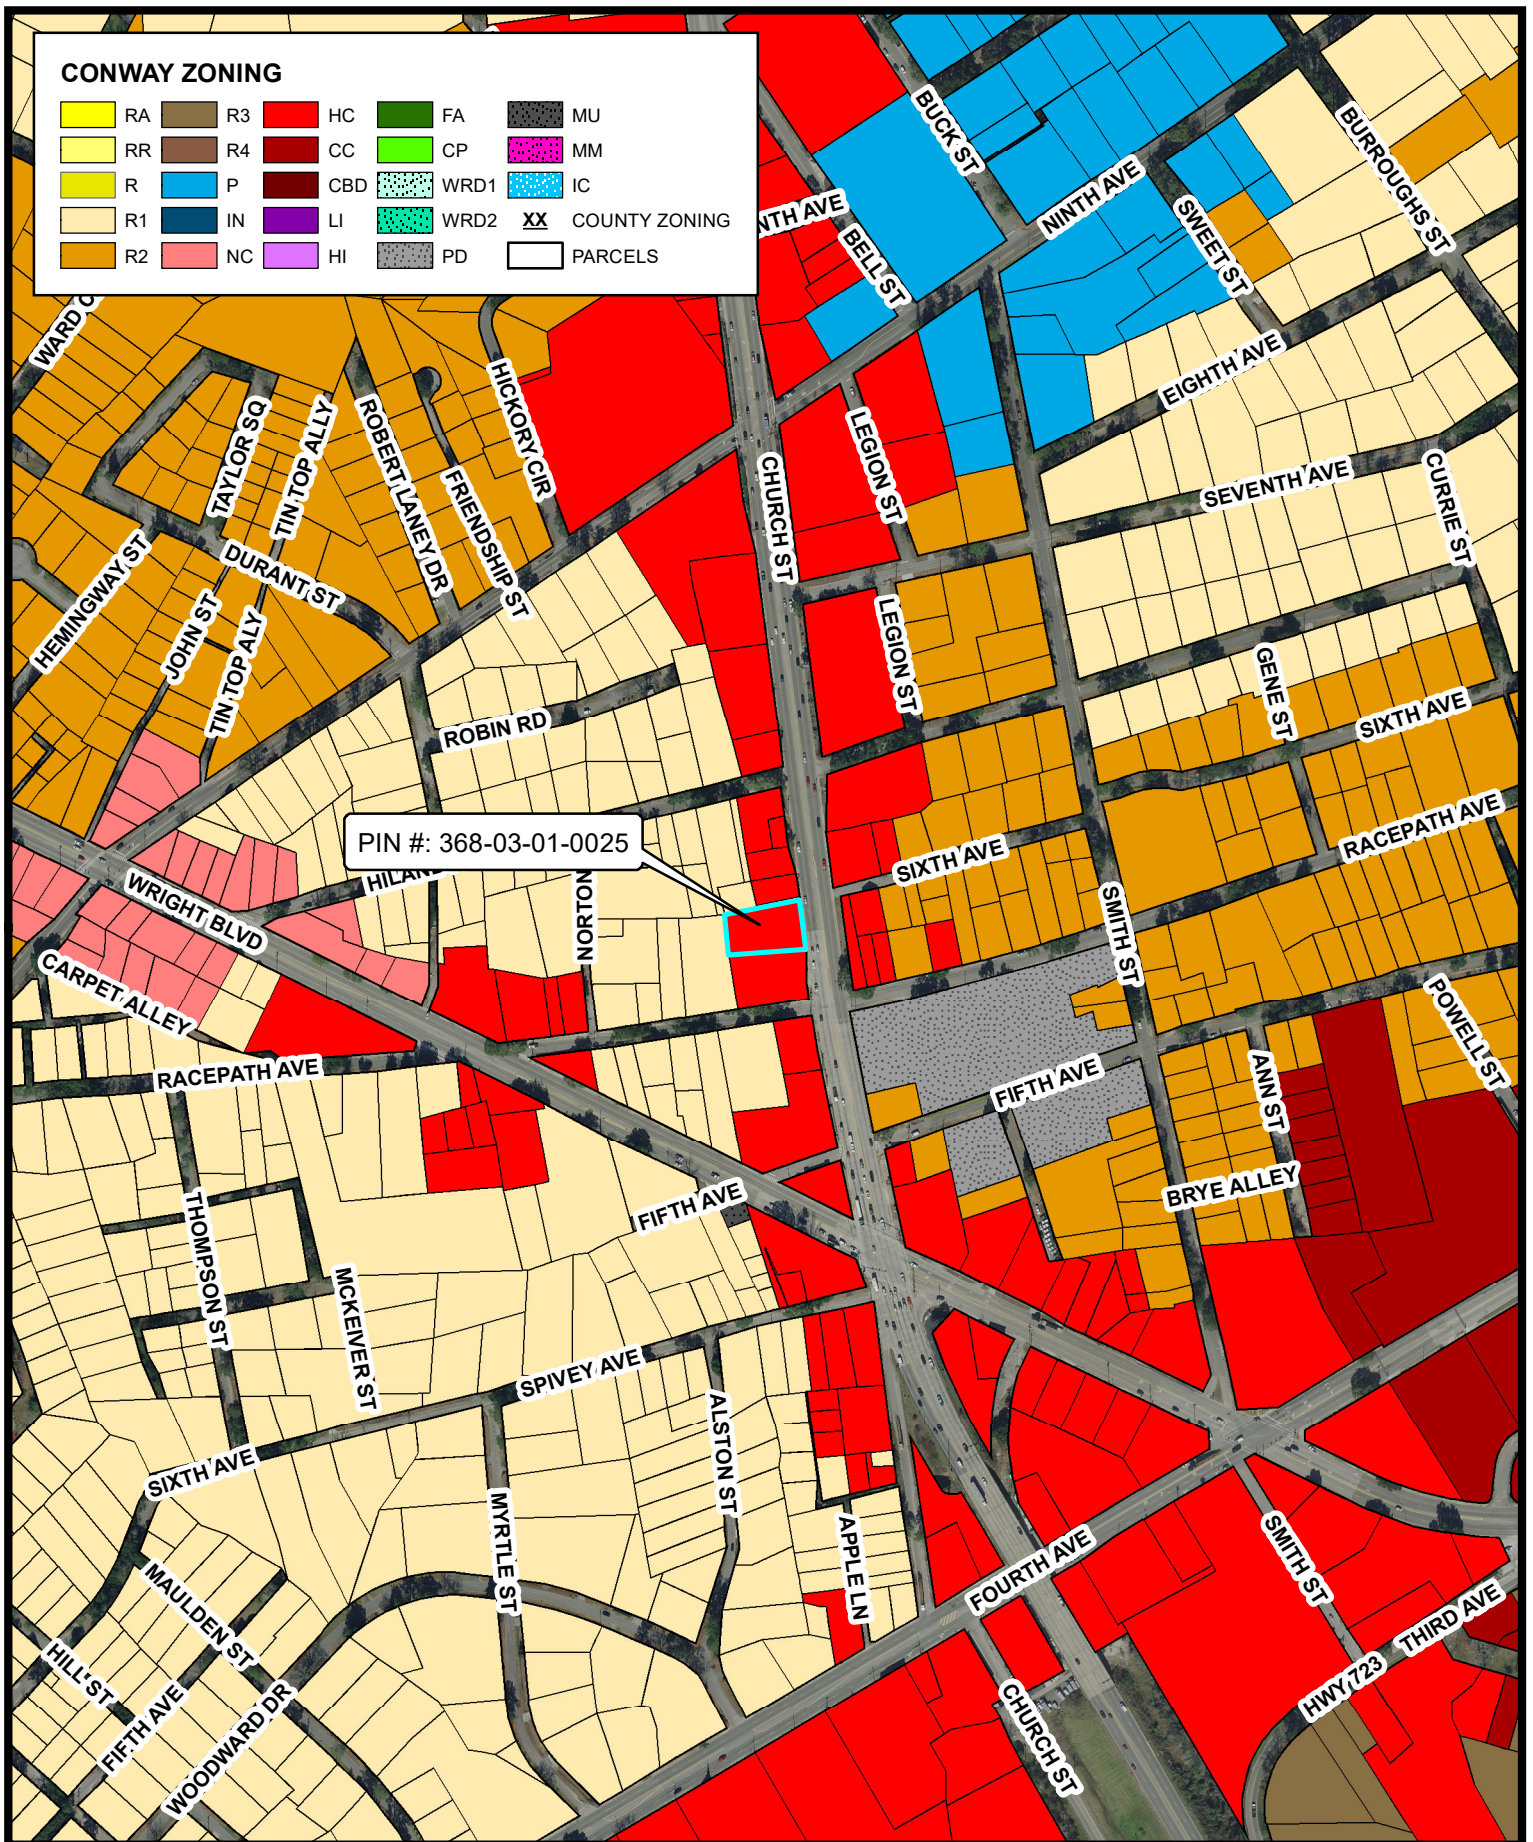 CONWAY ZONING
RA R3 HC FA MU
RR R4 CC CP MM
R P CBD WRD1 IC
R1 IN LI WRD2 XX COUNTY ZONING
R2 NC HI PD PARCELS
BUCK ST
BURROUGHS ST
NINTH AVE
NTH AVE
BELL ST
SWEET ST
WARD C
EIGHTH AVE
HICKORY CIR
TAYLOR SQ
TIN TOP ALLY
ROBERT LANEY DR
FRIENDSHIP ST
CHURCH ST
LEGION ST
SEVENTH AVE
CURRIE ST
HEMINGWAY ST
DURANT ST
JOHN ST
TIN TOP ALY
LEGION ST
GENE ST
ROBIN RD
SIXTH AVE
PIN #: 368-03-01-0025
RACEPATH AVE
SIXTH AVE
HILAN
NORTON
WRIGHT BLVD
SMITH ST
CARPET ALLEY
POWELL ST
RACEPATH AVE
FIFTH AVE
ANN ST
BRYE ALLEY
FIFTH AVE
THOMPSON ST
MCKEIVER ST
SPIVEY AVE
ALSTON ST
SIXTH AVE
MYRTLE ST
APPLE LN
FOURTH AVE
SMITH ST
MAULDEN ST
THIRD AVE
HILL ST
HWY 723
FIFTH AVE
WOODWARD DR
CHURCH ST